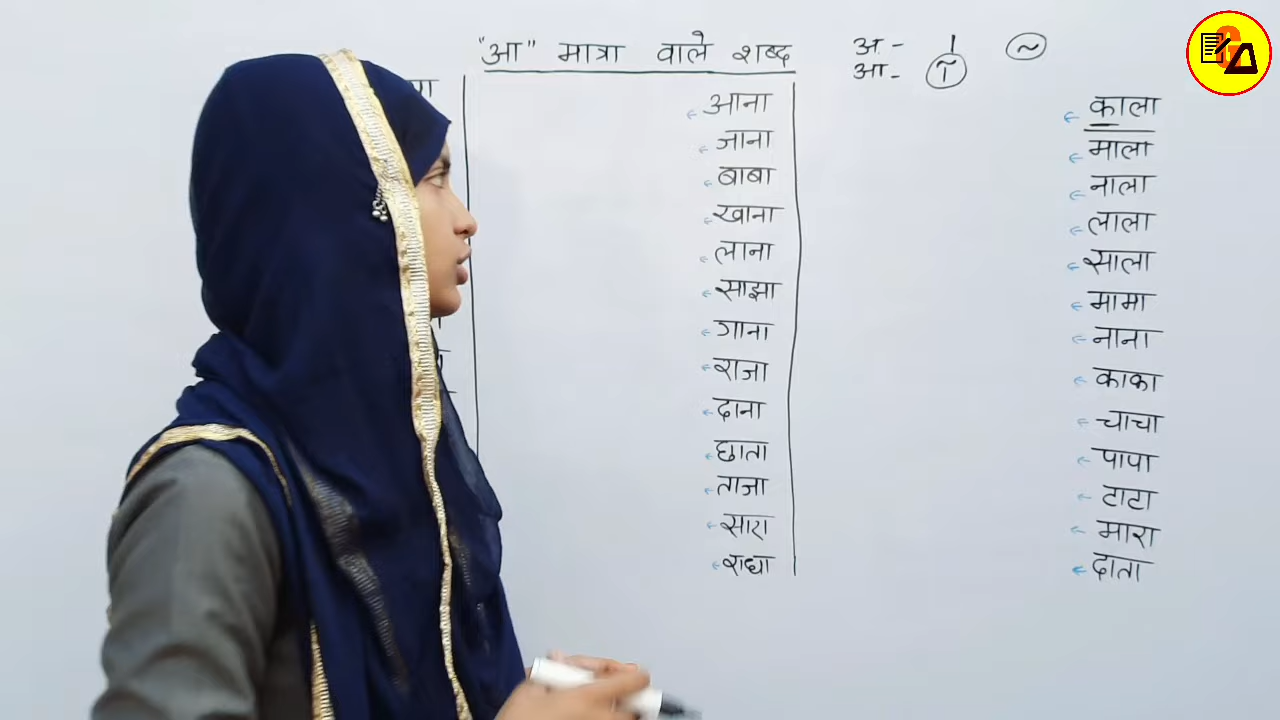 "आ" मात्रा वाले शब्द
अ -
आ -
आना
जाना
बाबा
खाना
लाना
साझा
गाना
राजा
दाना
छाता
ताजा
सारा
राधा
काला
माला
नाला
लाला
साला
मामा
नाना
काका
चाचा
पापा
टाटा
मारा
दाता